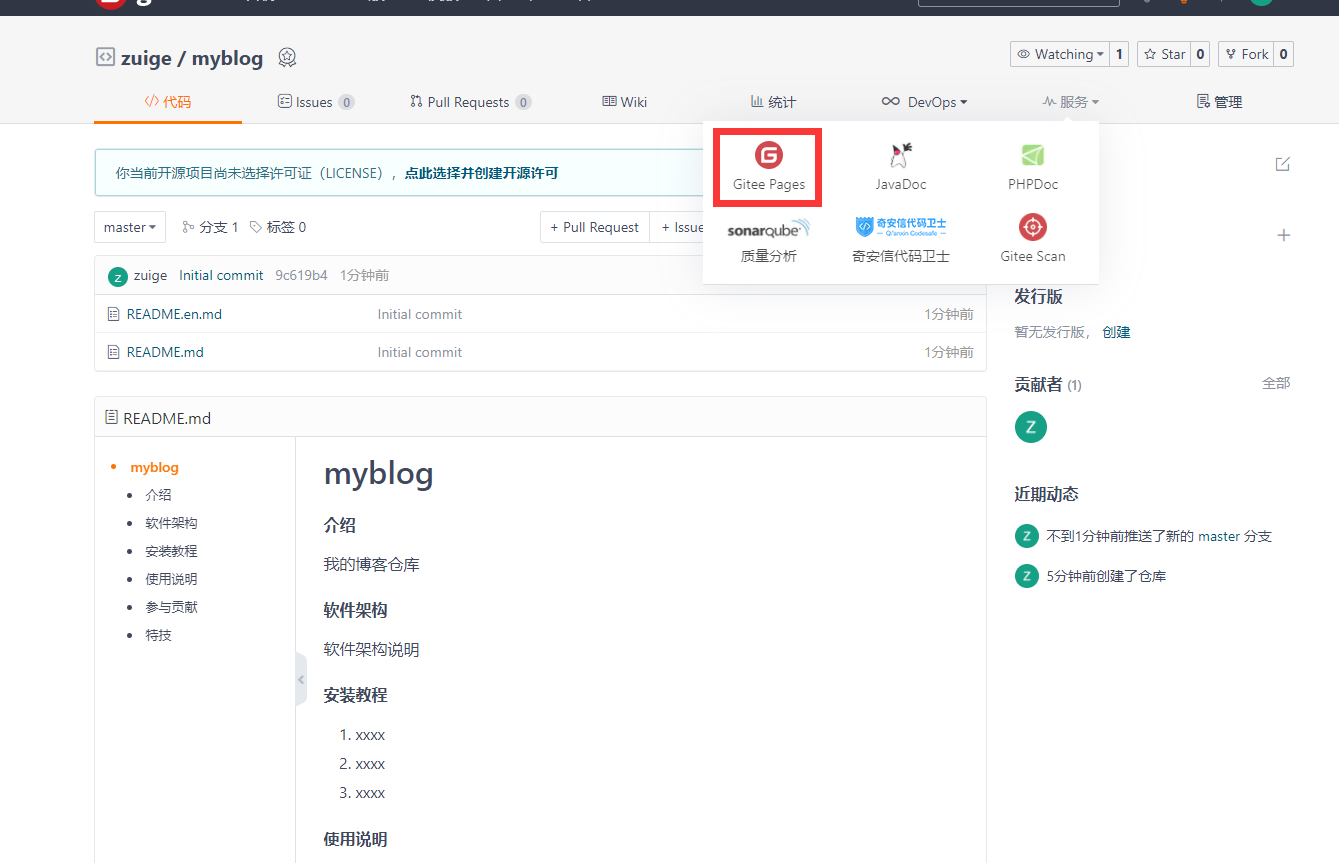 zuige / myblog
Watching 1 Star 0 Fork 0
代码 Issues 0 Pull Requests 0 Wiki 统计 DevOps 服务 管理
你当前开源项目尚未选择许可证（LICENSE），点此选择并创建开源许可
Gitee Pages JavaDoc PHPDoc
sonarqube 奇安信代码卫士
Qi'anxin Codesafe
质量分析 奇安信代码卫士 Gitee Scan
master 分支 1 标签 0 + Pull Request + Issue
zuige Initial commit 9c619b4 1分钟前
README.en.md Initial commit 1分钟前
README.md Initial commit 1分钟前
发行版
暂无发行版，创建
贡献者 (1) 全部
Z
近期动态
Z 不到1分钟前推送了新的 master 分支
Z 5分钟前创建了仓库
README.md
myblog
介绍
软件架构
安装教程
使用说明
参与贡献
特技
myblog
介绍
我的博客仓库
软件架构
软件架构说明
安装教程
1. xxxx
2. xxxx
3. xxxx
使用说明